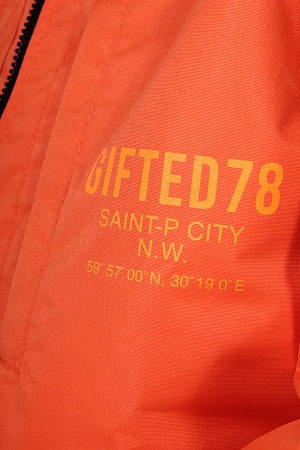 GIFTED78
SAINT-P CITY
N.W.
59° 57' 00" N, 30° 19' 0" E